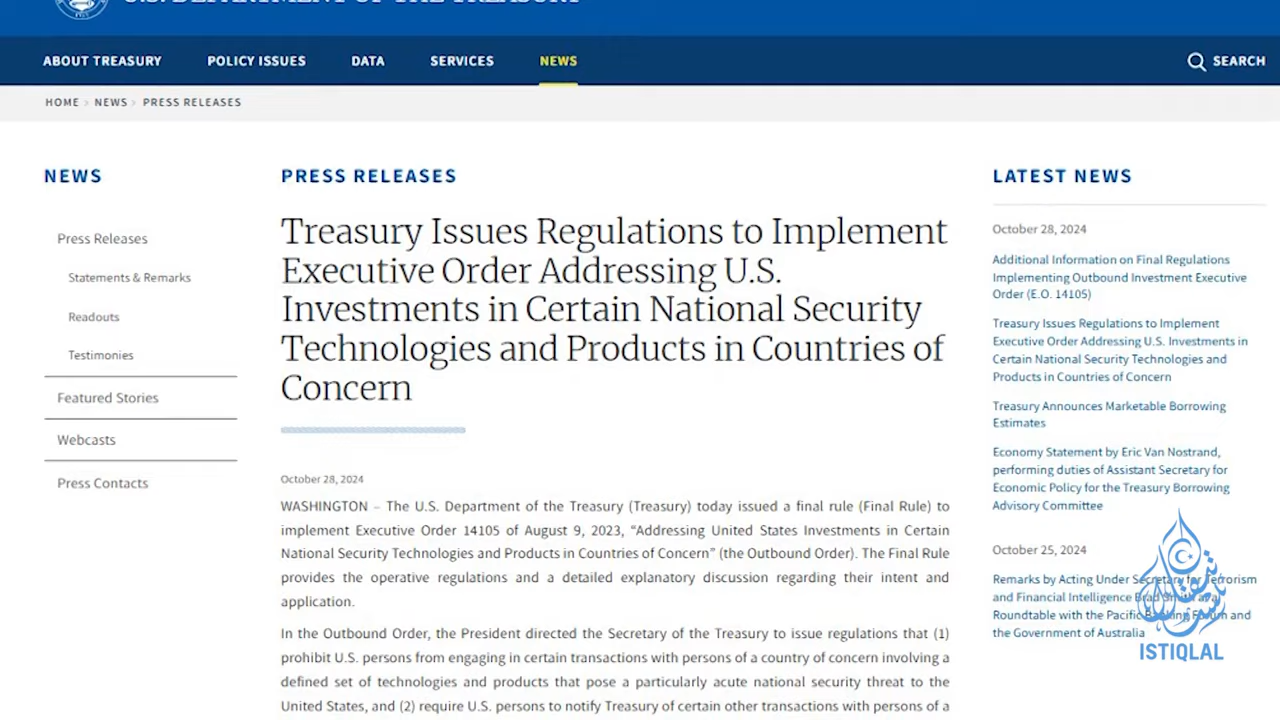 U.S. DEPARTMENT OF THE TREASURY
ABOUT TREASURY POLICY ISSUES DATA SERVICES NEWS SEARCH
HOME > NEWS > PRESS RELEASES
NEWS
Press Releases
Statements & Remarks
Readouts
Testimonies
Featured Stories
Webcasts
Press Contacts
PRESS RELEASES
Treasury Issues Regulations to Implement
Executive Order Addressing U.S.
Investments in Certain National Security
Technologies and Products in Countries of
Concern
October 28, 2024
WASHINGTON – The U.S. Department of the Treasury (Treasury) today issued a final rule (Final Rule) to
implement Executive Order 14105 of August 9, 2023, “Addressing United States Investments in Certain
National Security Technologies and Products in Countries of Concern” (the Outbound Order). The Final Rule
provides the operative regulations and a detailed explanatory discussion regarding their intent and
application.
In the Outbound Order, the President directed the Secretary of the Treasury to issue regulations that (1)
prohibit U.S. persons from engaging in certain transactions with persons of a country of concern involving a
defined set of technologies and products that pose a particularly acute national security threat to the
United States, and (2) require U.S. persons to notify Treasury of certain other transactions with persons of a
LATEST NEWS
October 28, 2024
Additional Information on Final Regulations
Implementing Outbound Investment Executive
Order (E.O. 14105)
Treasury Issues Regulations to Implement
Executive Order Addressing U.S. Investments in
Certain National Security Technologies and
Products in Countries of Concern
Treasury Announces Marketable Borrowing
Estimates
Economy Statement by Eric Van Nostrand,
performing duties of Assistant Secretary for
Economic Policy for the Treasury Borrowing
Advisory Committee
October 25, 2024
Remarks by Acting Under Secretary for Terrorism
and Financial Intelligence Brad Smith at a
Roundtable with the Pacific Banking Forum and
the Government of Australia
ISTIQLAL